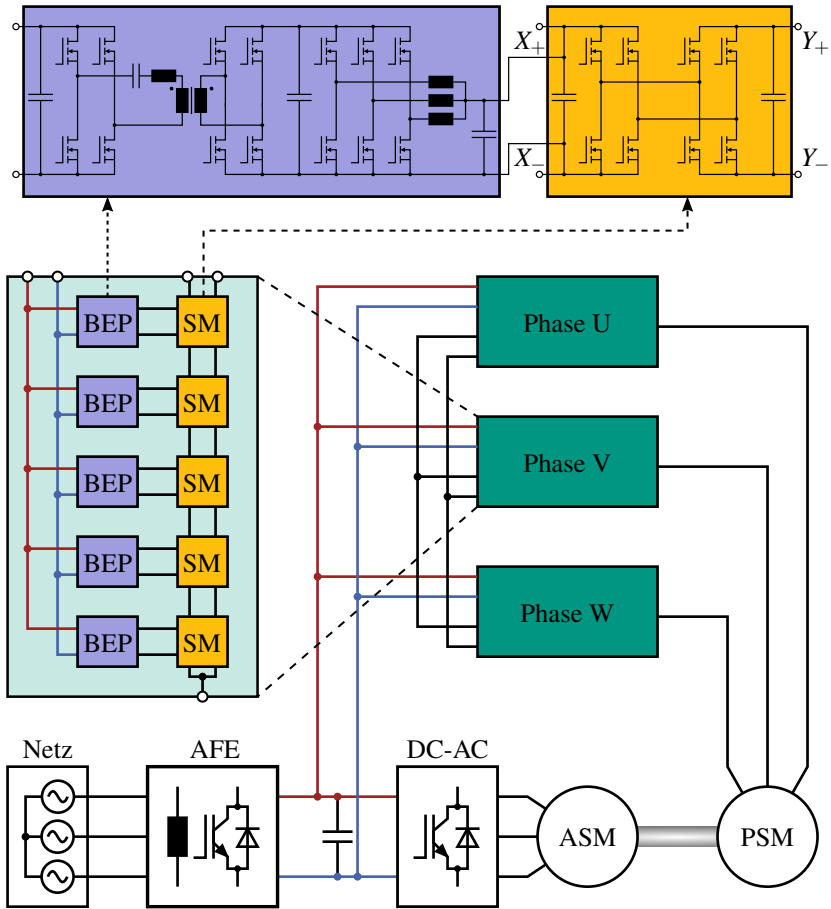 X+
Y+
X−
Y−
BEP SM
BEP SM
BEP SM
BEP SM
BEP SM
Phase U
Phase V
Phase W
Netz
AFE
DC-AC
ASM
PSM